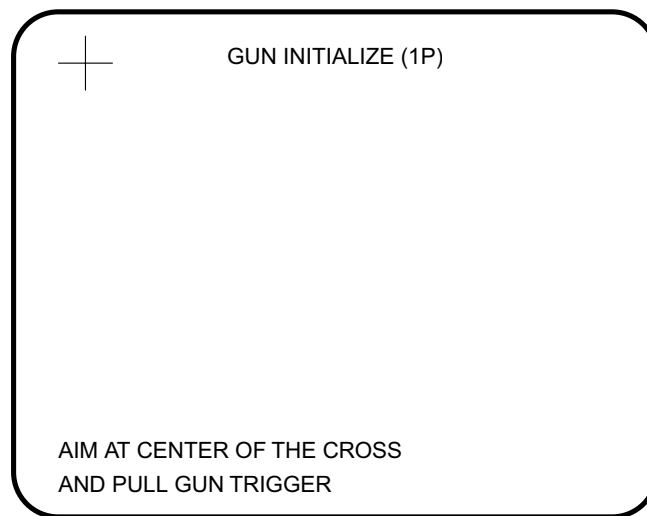 GUN INITIALIZE (1P)
AIM AT CENTER OF THE CROSS
AND PULL GUN TRIGGER